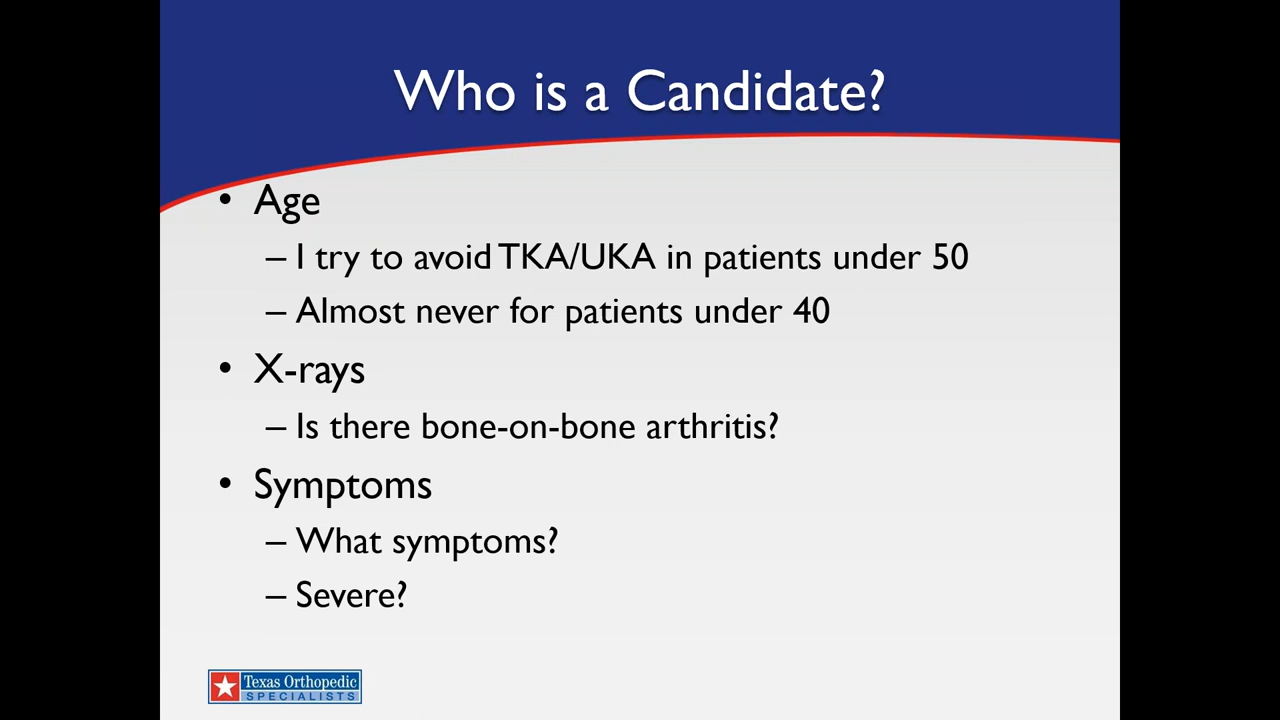 Who is a Candidate?
• Age
– I try to avoid TKA/UKA in patients under 50
– Almost never for patients under 40
• X-rays
– Is there bone-on-bone arthritis?
• Symptoms
– What symptoms?
– Severe?
Texas Orthopedic
SPECIALISTS